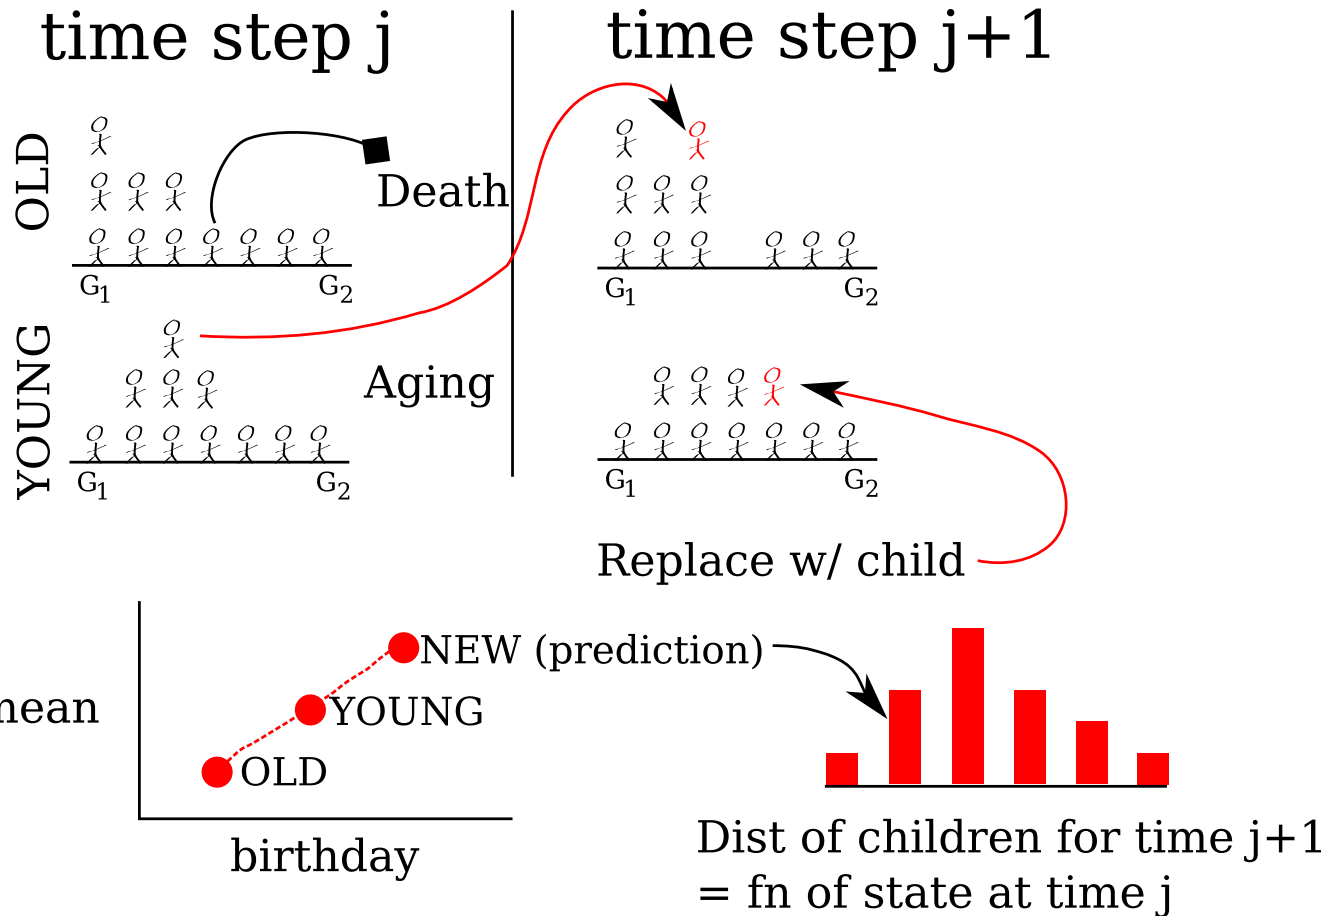 time step j
time step j+1
OLD
Death
G1
G2
G1
G2
YOUNG
Aging
G1
G2
G1
G2
Replace w/ child
NEW (prediction)
YOUNG
OLD
mean
birthday
Dist of children for time j+1
= fn of state at time j